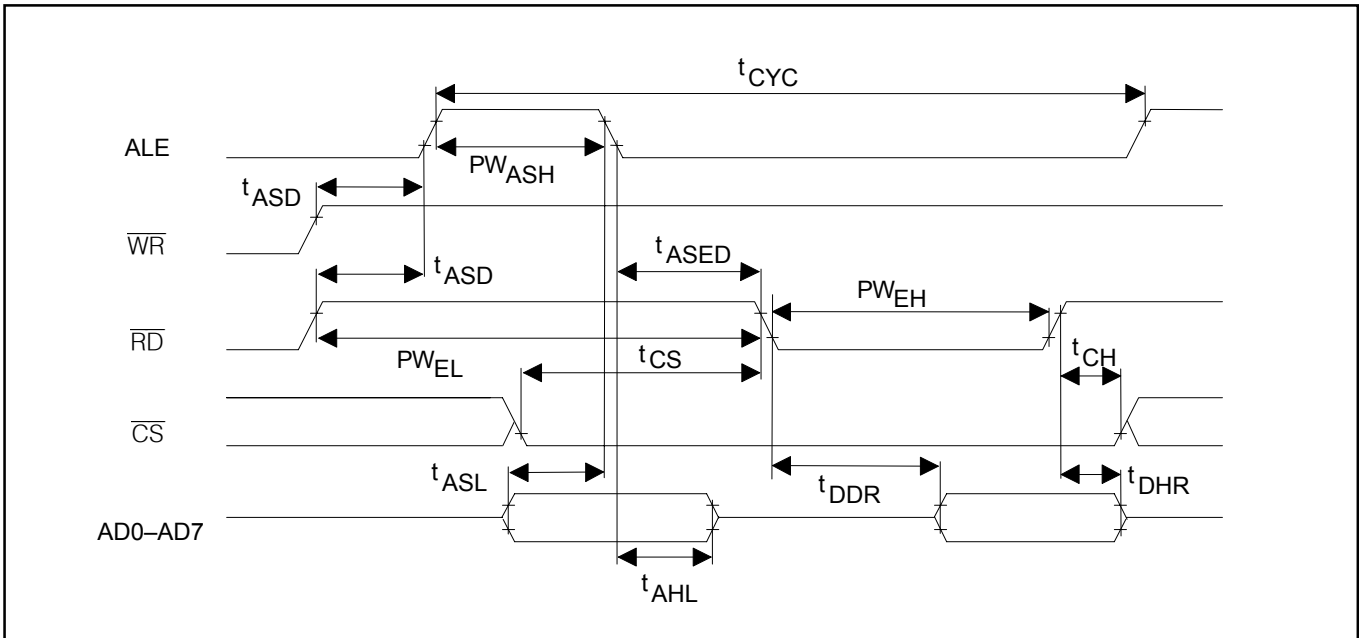 tCYC
ALE
PWASH
tASD
WR
tASED
tASD
PWEH
RD
PWEL
tCS
tCH
CS
tASL
tDDR
tDHR
AD0–AD7
tAHL